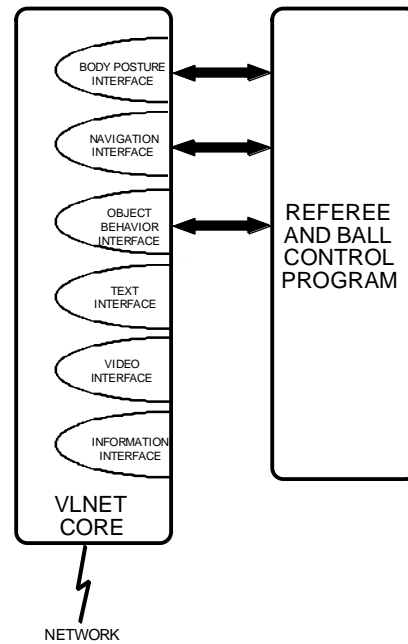 BODY POSTURE
INTERFACE
NAVIGATION
INTERFACE
OBJECT
BEHAVIOR
INTERFACE
TEXT
INTERFACE
VIDEO
INTERFACE
INFORMATION
INTERFACE
VLNET
CORE
NETWORK
REFEREE
AND BALL
CONTROL
PROGRAM